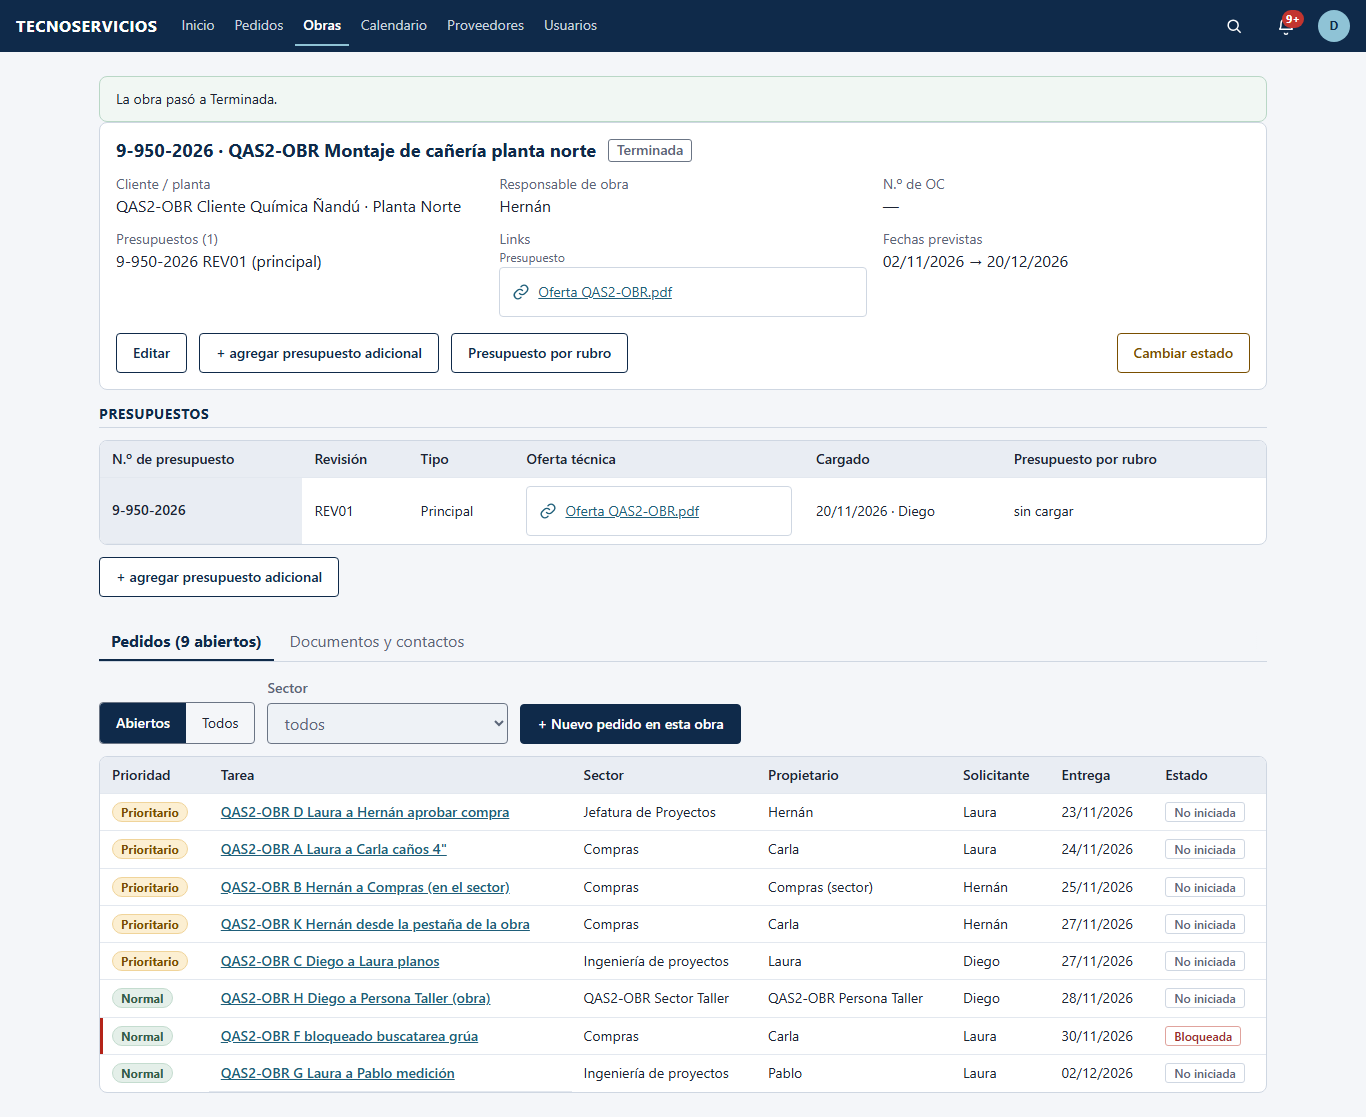 TECNOSERVICIOS Inicio Pedidos Obras Calendario Proveedores Usuarios 9+ D
La obra pasó a Terminada.
9-950-2026 · QAS2-OBR Montaje de cañería planta norte Terminada
Cliente / planta Responsable de obra N.º de OC
QAS2-OBR Cliente Química Ñandú · Planta Norte Hernán —
Presupuestos (1) Links Fechas previstas
Presupuesto
9-950-2026 REV01 (principal) 02/11/2026 → 20/12/2026
Oferta QAS2-OBR.pdf
Editar + agregar presupuesto adicional Presupuesto por rubro Cambiar estado
PRESUPUESTOS
N.º de presupuesto Revisión Tipo Oferta técnica Cargado Presupuesto por rubro
9-950-2026 REV01 Principal Oferta QAS2-OBR.pdf 20/11/2026 · Diego sin cargar
+ agregar presupuesto adicional
Pedidos (9 abiertos) Documentos y contactos
Sector
Abiertos Todos todos + Nuevo pedido en esta obra
Prioridad Tarea Sector Propietario Solicitante Entrega Estado
Prioritario QAS2-OBR D Laura a Hernán aprobar compra Jefatura de Proyectos Hernán Laura 23/11/2026 No iniciada
Prioritario QAS2-OBR A Laura a Carla caños 4" Compras Carla Laura 24/11/2026 No iniciada
Prioritario QAS2-OBR B Hernán a Compras (en el sector) Compras Compras (sector) Hernán 25/11/2026 No iniciada
Prioritario QAS2-OBR K Hernán desde la pestaña de la obra Compras Carla Hernán 27/11/2026 No iniciada
Prioritario QAS2-OBR C Diego a Laura planos Ingeniería de proyectos Laura Diego 27/11/2026 No iniciada
Normal QAS2-OBR H Diego a Persona Taller (obra) QAS2-OBR Sector Taller QAS2-OBR Persona Taller Diego 28/11/2026 No iniciada
Normal QAS2-OBR F bloqueado buscatarea grúa Compras Carla Laura 30/11/2026 Bloqueada
Normal QAS2-OBR G Laura a Pablo medición Ingeniería de proyectos Pablo Laura 02/12/2026 No iniciada